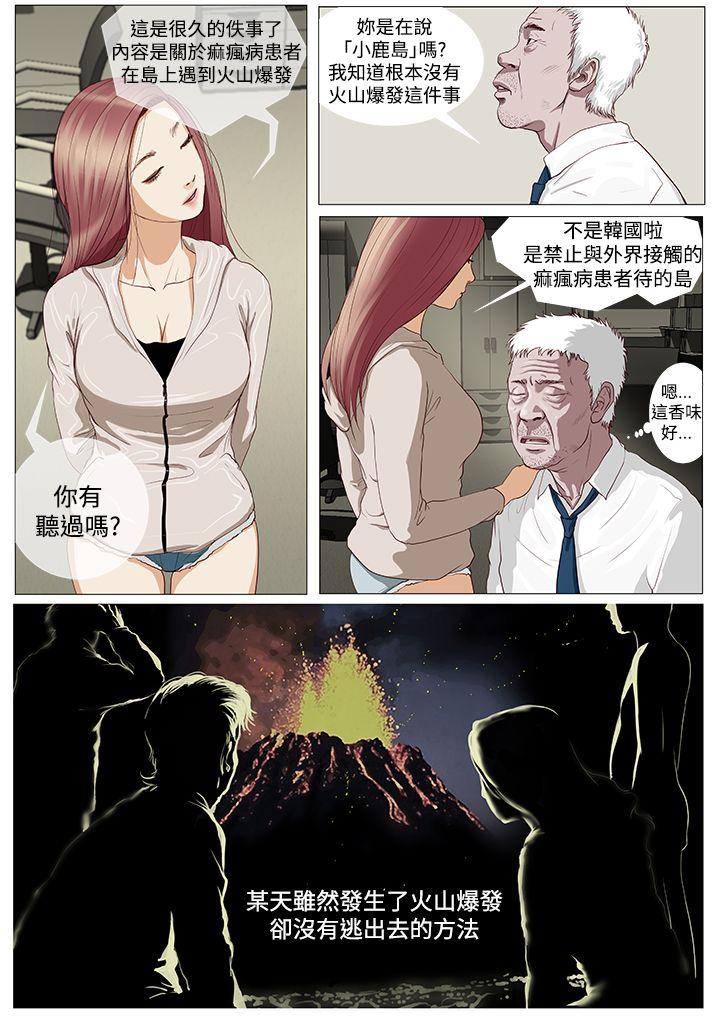 這是很久的佚事了
內容是關於痲瘋病患者
在島上遇到火山爆發
你有
聽過嗎?
妳是在說
「小鹿島」嗎?
我知道根本沒有
火山爆發這件事
不是韓國啦
是禁止與外界接觸的
痲瘋病患者待的島
嗯...
這香味
好...
某天雖然發生了火山爆發
卻沒有逃出去的方法